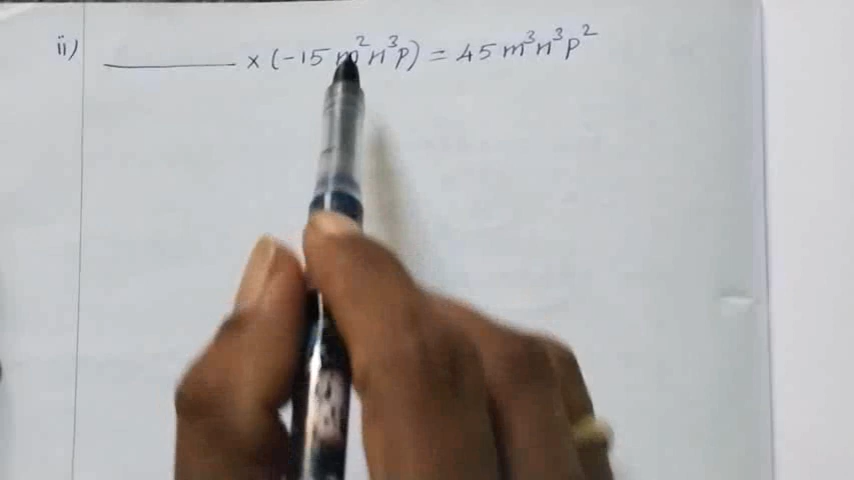 ii) ________ × (-15 m²n³p) = 45 m³n³p²